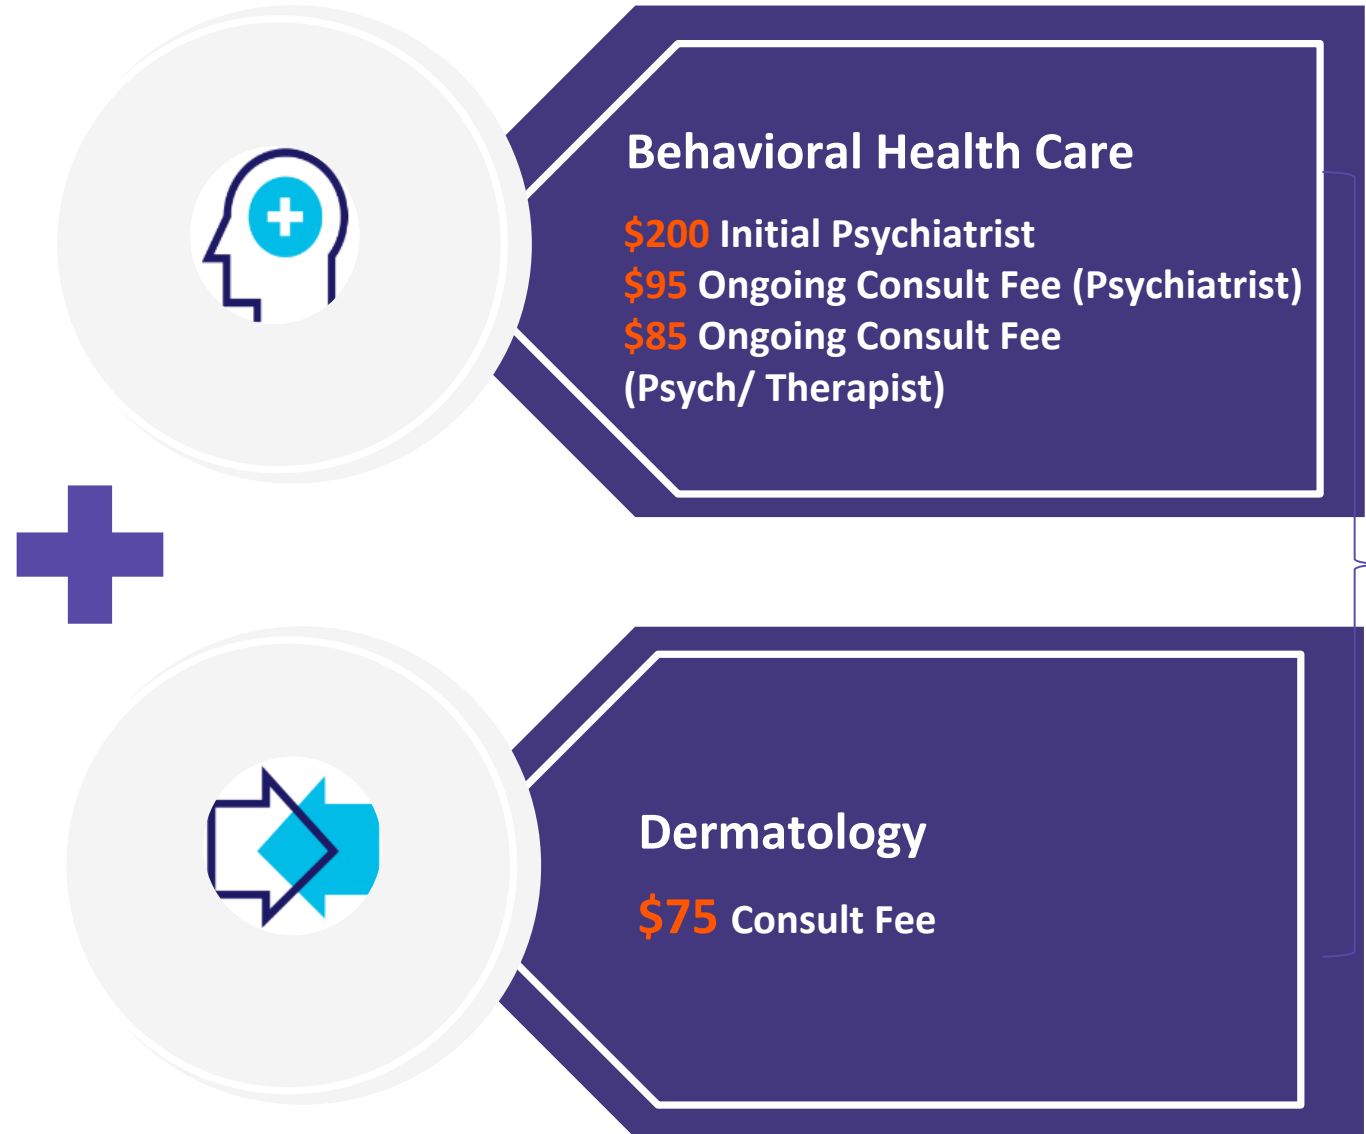 Behavioral Health Care
$200 Initial Psychiatrist
$95 Ongoing Consult Fee (Psychiatrist)
$85 Ongoing Consult Fee
(Psych/ Therapist)
Dermatology
$75 Consult Fee